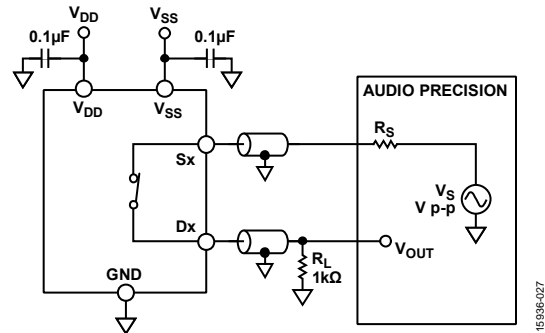 VDD
VSS
0.1µF
0.1µF
VDD
VSS
AUDIO PRECISION
Sx
RS
VS
V p-p
Dx
VOUT
RL
1kΩ
GND
15936-027